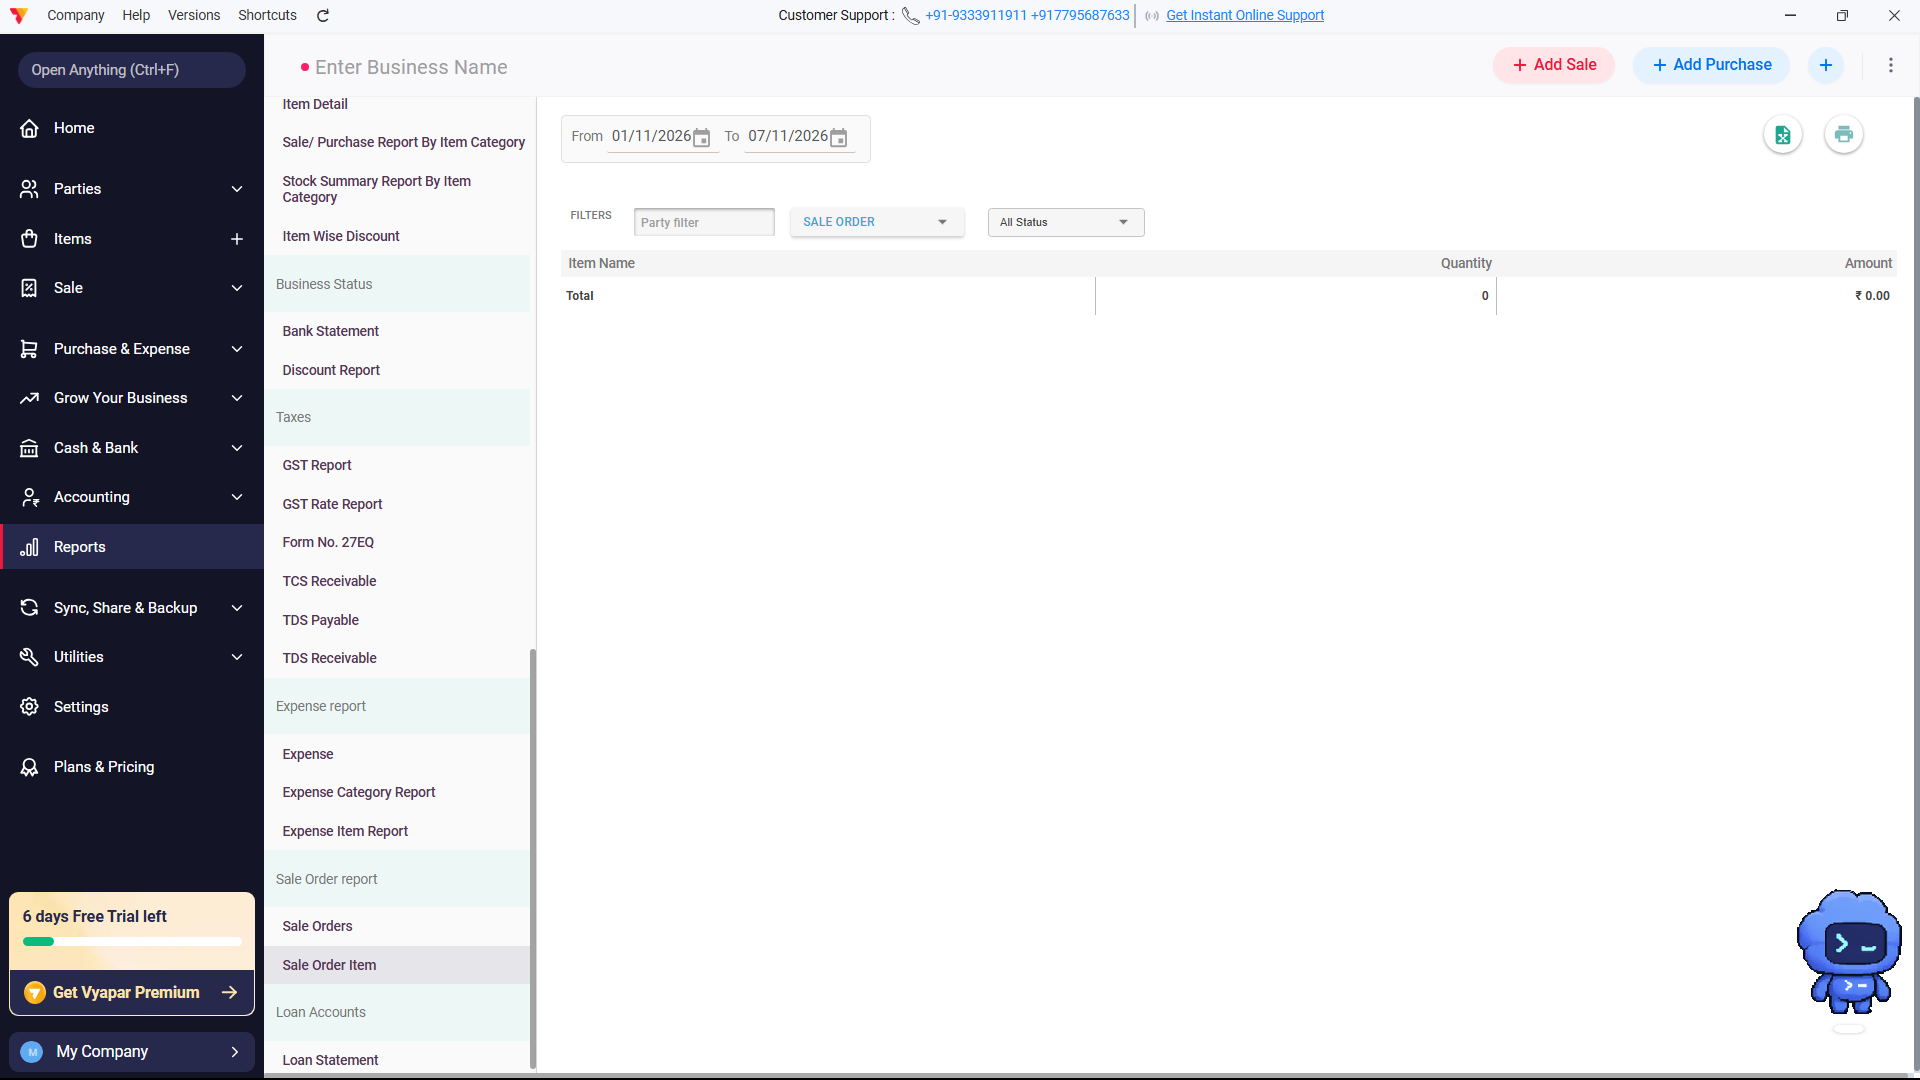 Company Help Versions Shortcuts
Customer Support : +91-9333911911 +917795687633 Get Instant Online Support
Open Anything (Ctrl+F)
Enter Business Name
+ Add Sale
+ Add Purchase
Home
Parties
Items
Sale
Purchase & Expense
Grow Your Business
Cash & Bank
Accounting
Reports
Sync, Share & Backup
Utilities
Settings
Plans & Pricing
6 days Free Trial left
Get Vyapar Premium
M My Company
Item Detail
Sale/ Purchase Report By Item Category
Stock Summary Report By Item
Category
Item Wise Discount
Business Status
Bank Statement
Discount Report
Taxes
GST Report
GST Rate Report
Form No. 27EQ
TCS Receivable
TDS Payable
TDS Receivable
Expense report
Expense
Expense Category Report
Expense Item Report
Sale Order report
Sale Orders
Sale Order Item
Loan Accounts
Loan Statement
From 01/11/2026 To 07/11/2026
FILTERS Party filter SALE ORDER All Status
Item Name Quantity Amount
Total 0 ₹ 0.00